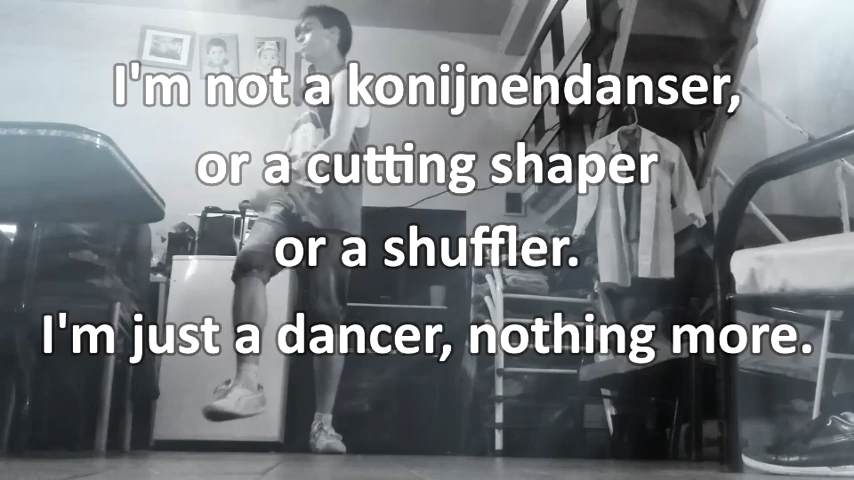 I'm not a konijnendanser,
or a cutting shaper
or a shuffler.
I'm just a dancer, nothing more.